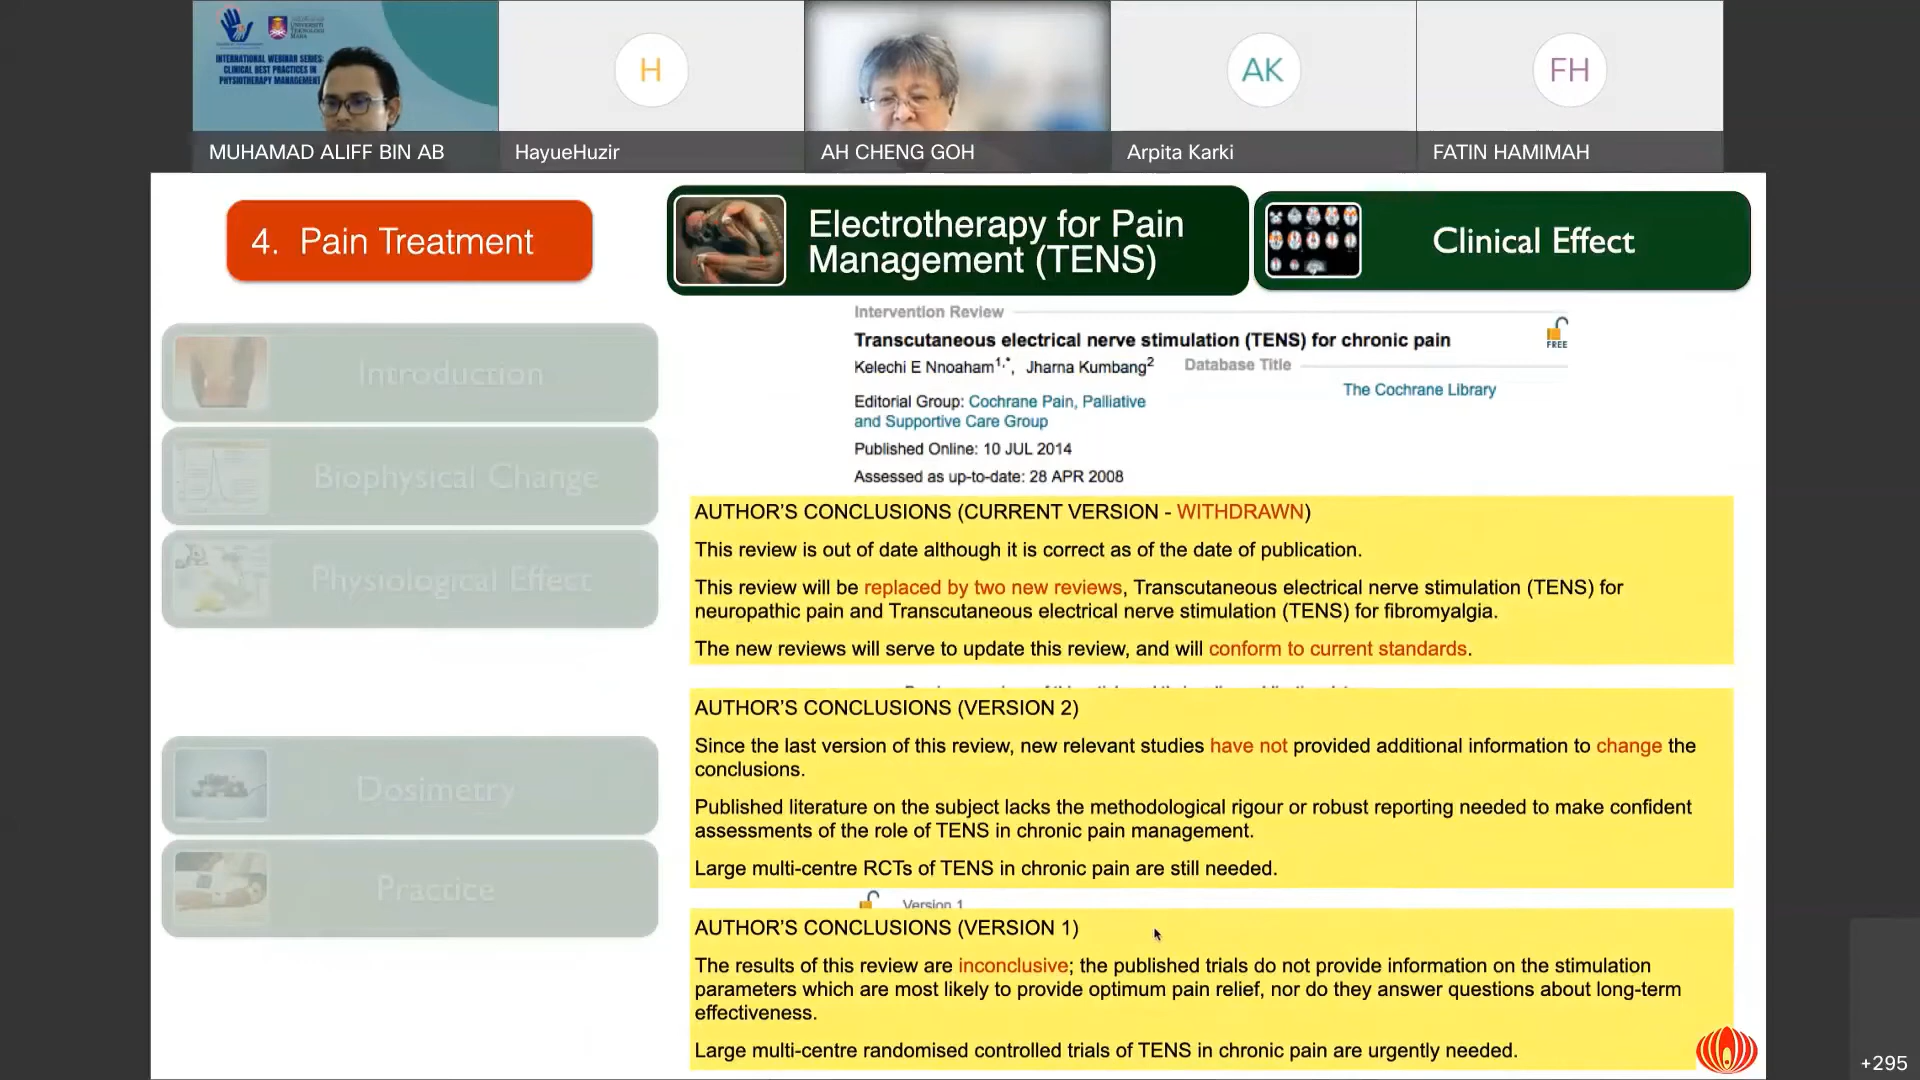 INTERNATIONAL WEBINAR SERIES:
CLINICAL BEST PRACTICES IN
PHYSIOTHERAPY MANAGEMENT
H
AK
FH
MUHAMAD ALIFF BIN AB
HayueHuzir
AH CHENG GOH
Arpita Karki
FATIN HAMIMAH
4. Pain Treatment
Electrotherapy for Pain
Management (TENS)
Clinical Effect
Introduction
Biophysical Change
Physiological Effect
Dosimetry
Practice
Intervention Review
Transcutaneous electrical nerve stimulation (TENS) for chronic pain
FREE
Kelechi E Nnoaham1,*, Jharna Kumbang2
Database Title
The Cochrane Library
Editorial Group: Cochrane Pain, Palliative
and Supportive Care Group
Published Online: 10 JUL 2014
Assessed as up-to-date: 28 APR 2008
AUTHOR'S CONCLUSIONS (CURRENT VERSION - WITHDRAWN)
This review is out of date although it is correct as of the date of publication.
This review will be replaced by two new reviews, Transcutaneous electrical nerve stimulation (TENS) for
neuropathic pain and Transcutaneous electrical nerve stimulation (TENS) for fibromyalgia.
The new reviews will serve to update this review, and will conform to current standards.
AUTHOR'S CONCLUSIONS (VERSION 2)
Since the last version of this review, new relevant studies have not provided additional information to change the
conclusions.
Published literature on the subject lacks the methodological rigour or robust reporting needed to make confident
assessments of the role of TENS in chronic pain management.
Large multi-centre RCTs of TENS in chronic pain are still needed.
Version 1
AUTHOR'S CONCLUSIONS (VERSION 1)
The results of this review are inconclusive; the published trials do not provide information on the stimulation
parameters which are most likely to provide optimum pain relief, nor do they answer questions about long-term
effectiveness.
Large multi-centre randomised controlled trials of TENS in chronic pain are urgently needed.
+295